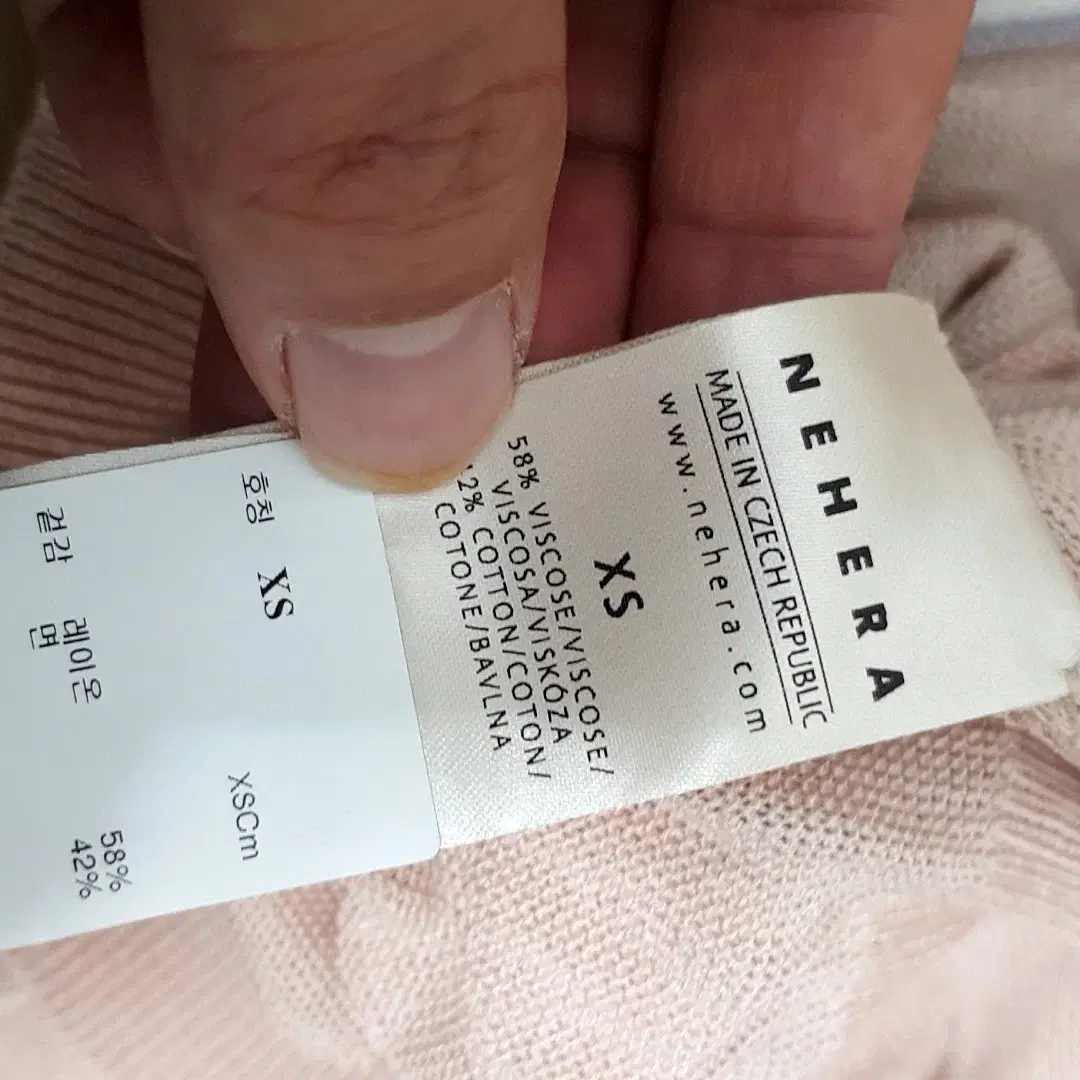 NEHERA
MADE IN CZECH REPUBLIC
www.nehera.com
XS
58% VISCOSE/VISCOSE/
VISCOSA/VISKÓZA
2% COTTON/COTON/
COTONE/BAVLNA
호칭 XS XSCm
겉감 레이온 58%
면 42%